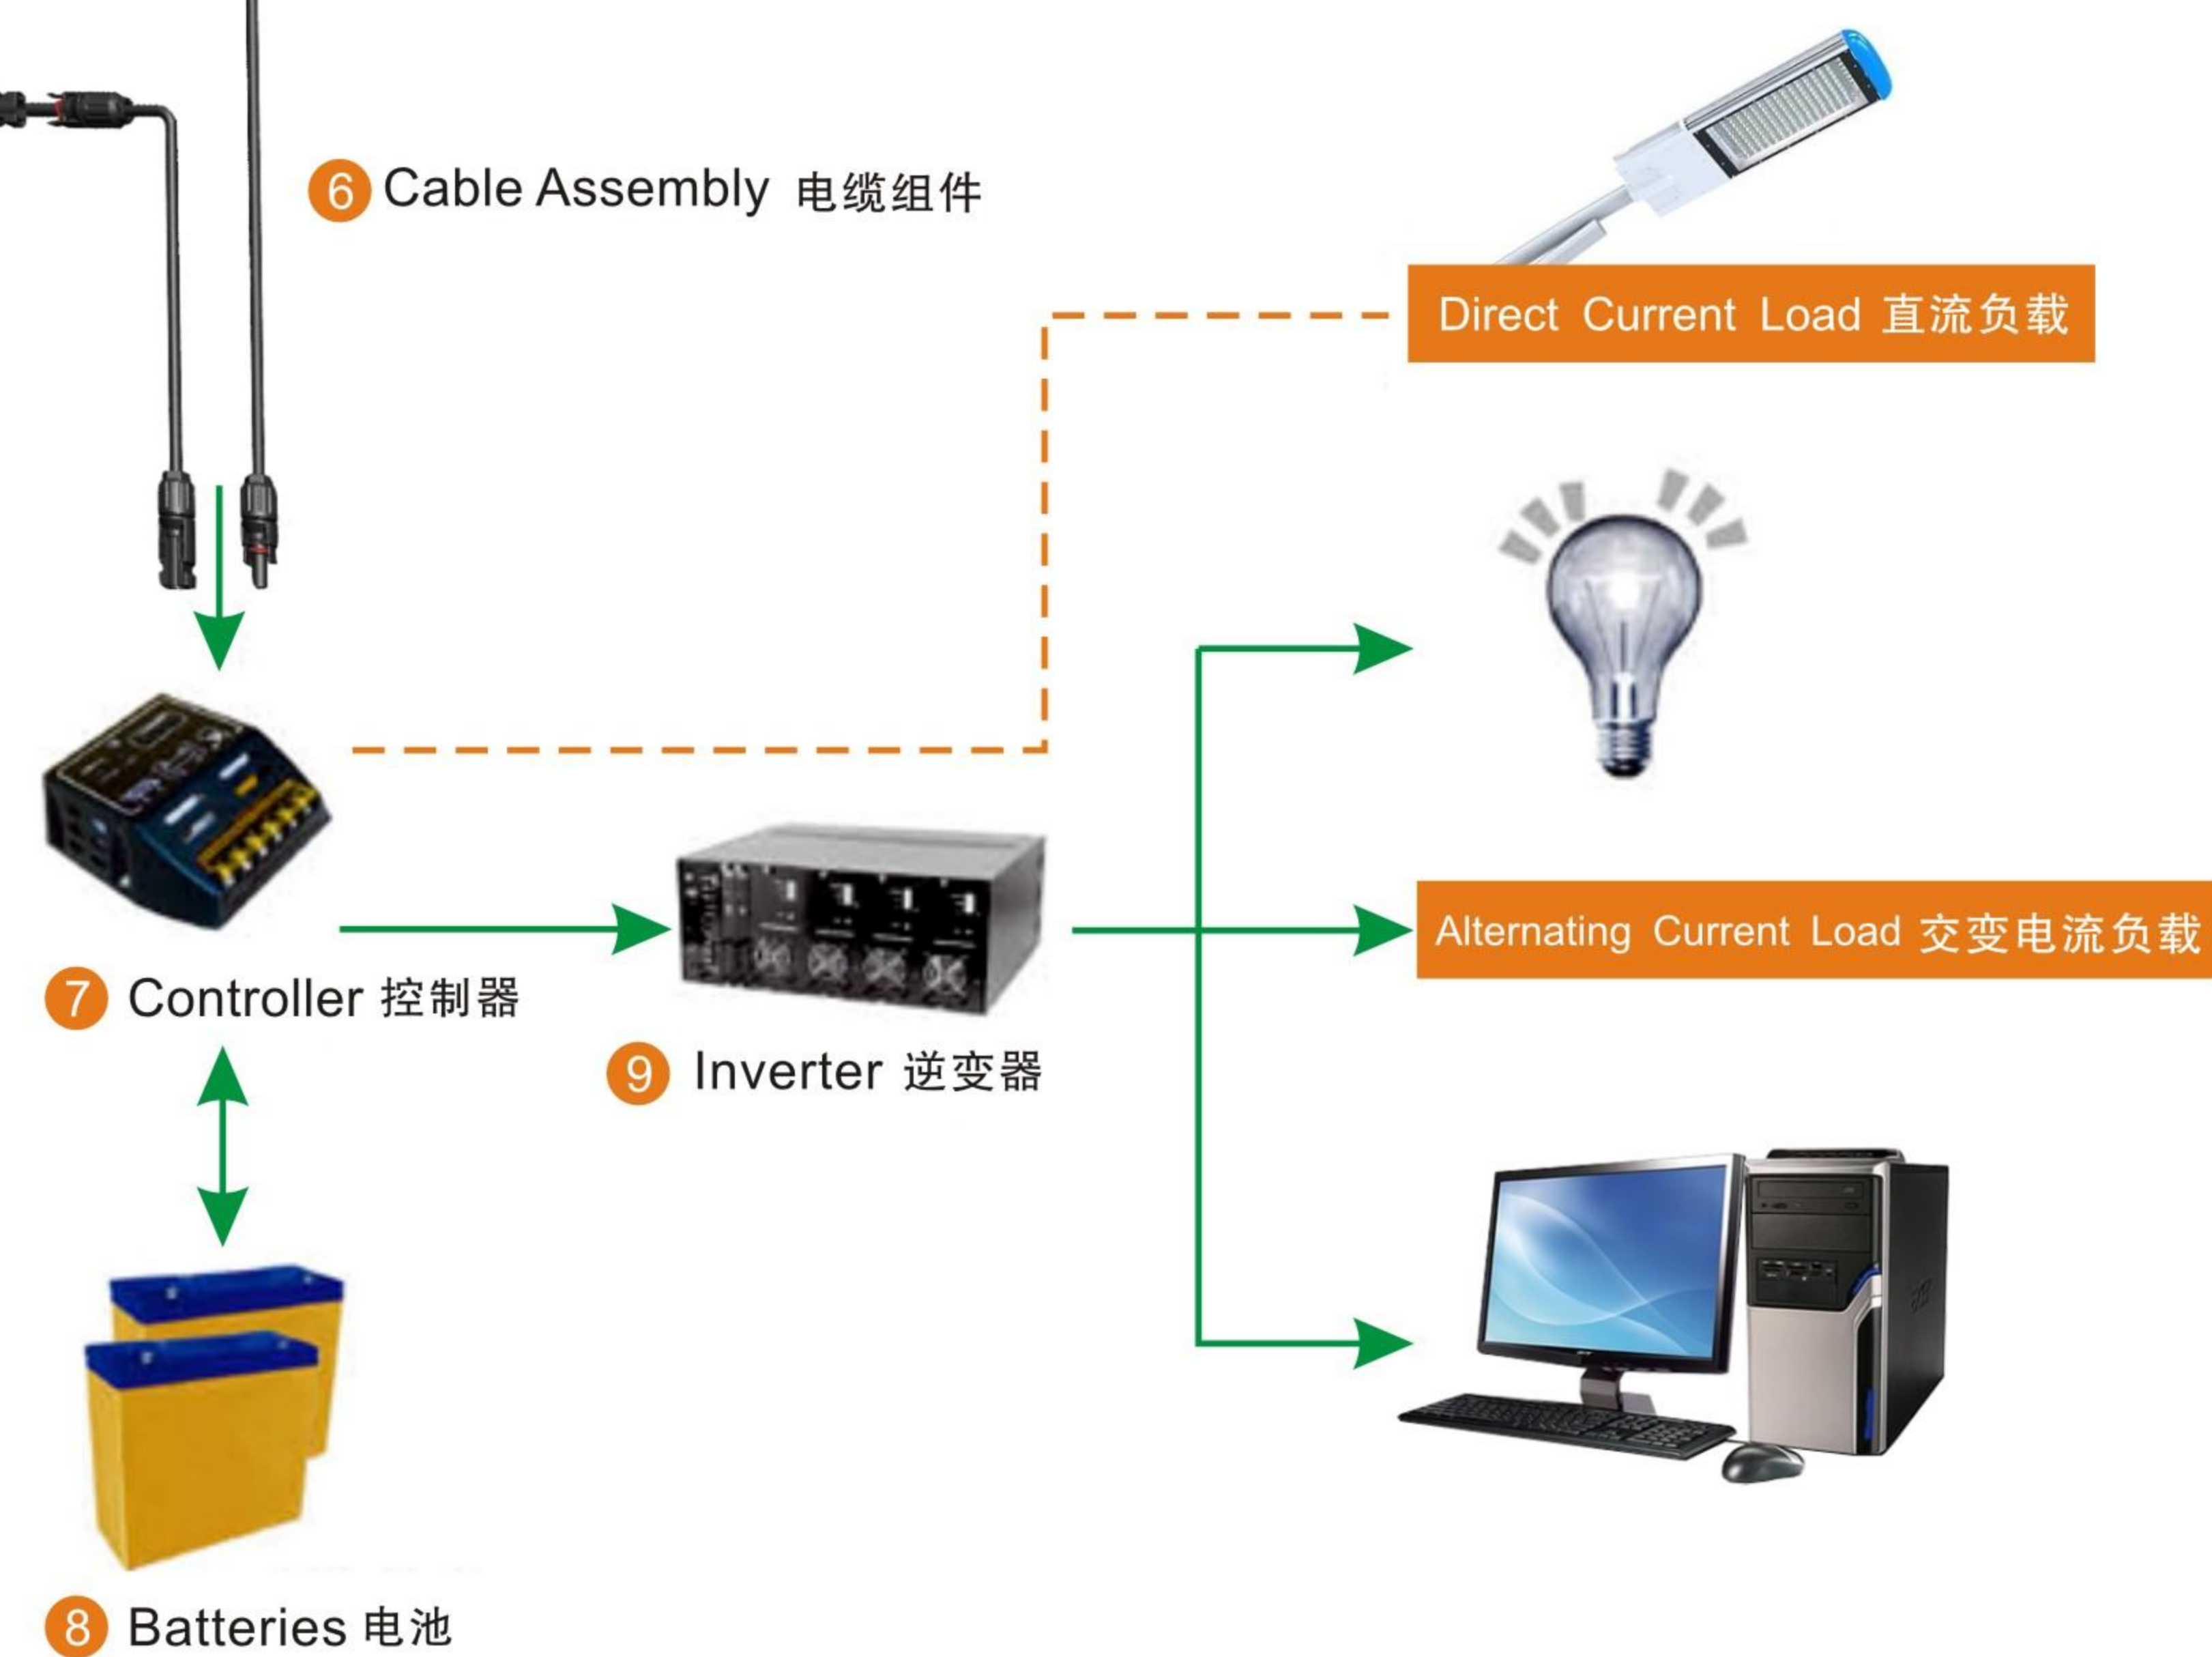 6 Cable Assembly 电缆组件
Direct Current Load 直流负载
Alternating Current Load 交变电流负载
7 Controller 控制器
9 Inverter 逆变器
8 Batteries 电池